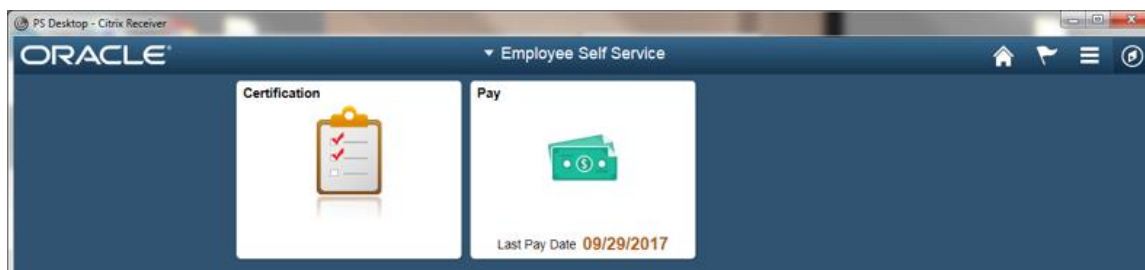 PS Desktop - Citrix Receiver
ORACLE
Employee Self Service
Certification
Pay
Last Pay Date 09/29/2017